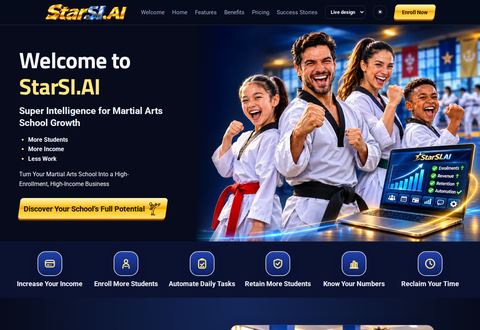 StarSI.AI
Welcome
Home
Features
Benefits
Pricing
Success Stories
Live design
Enroll Now
Welcome to
StarSI.AI
Super Intelligence for Martial Arts
School Growth
More Students
More Income
Less Work
Turn Your Martial Arts School Into a High-
Enrollment, High-Income Business
Discover Your School's Full Potential
StarSI.AI
Enrollments
Revenue
Retention
Automation
Increase Your Income
Enroll More Students
Automate Daily Tasks
Retain More Students
Know Your Numbers
Reclaim Your Time